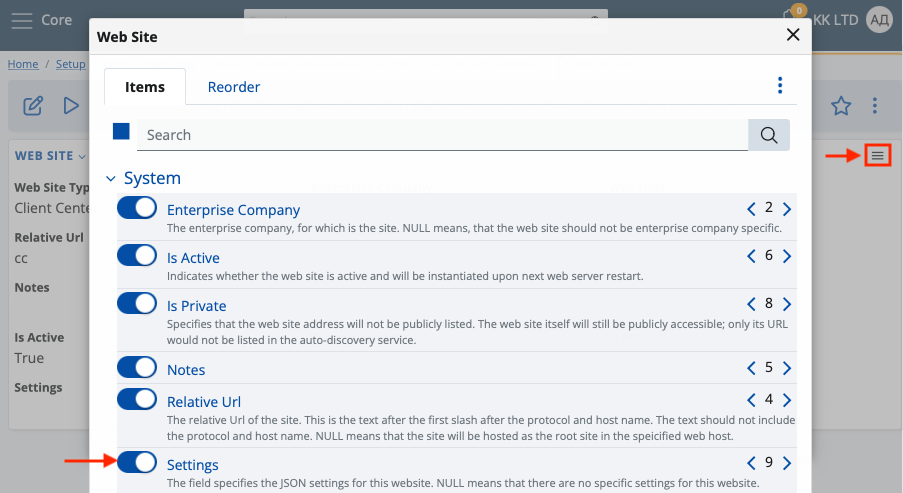 Core
0
KK LTD
АД
Web Site
Home / Setup
Items
Reorder
Search
WEB SITE
System
Web Site Typ
Client Cente
Relative Url
cc
Notes
Is Active
True
Settings
Enterprise Company
2
The enterprise company, for which is the site. NULL means, that the web site should not be enterprise company specific.
Is Active
6
Indicates whether the web site is active and will be instantiated upon next web server restart.
Is Private
8
Specifies that the web site address will not be publicly listed. The web site itself will still be publicly accessible; only its URL
would not be listed in the auto-discovery service.
Notes
5
Relative Url
4
The relative Url of the site. This is the text after the first slash after the protocol and host name. The text should not include
the protocol and host name. NULL means that the site will be hosted as the root site in the speicified web host.
Settings
9
The field specifies the JSON settings for this website. NULL means that there are no specific settings for this website.